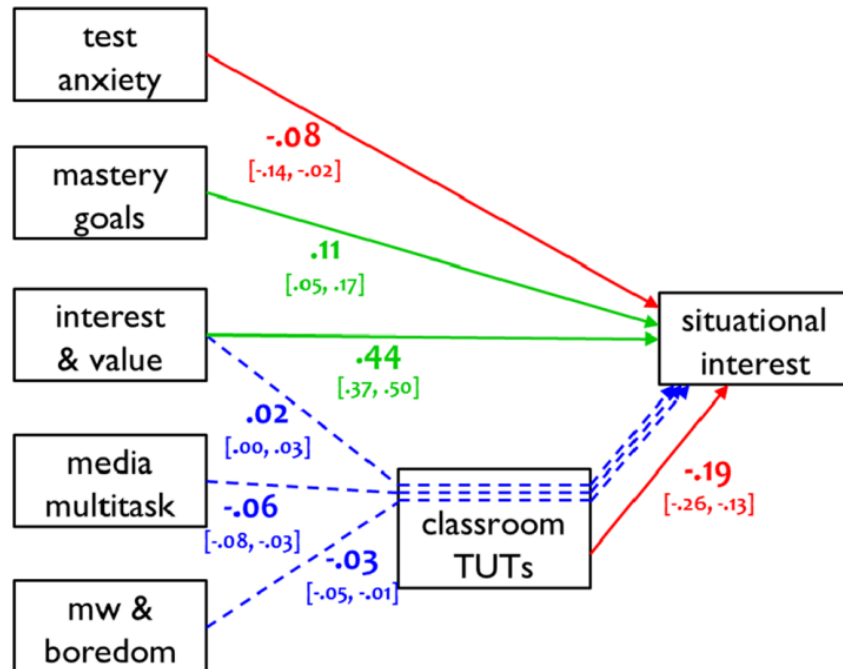 test
anxiety
-.08
[-.14, -.02]
mastery
goals
.11
[.05, .17]
interest
& value
situational
interest
.44
[.37, .50]
.02
[.00, .03]
media
multitask
-.06
[-.08, -.03]
classroom
TUTs
-.19
[-.26, -.13]
-.03
[-.05, -.01]
mw &
boredom